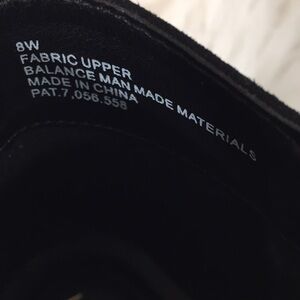 8W
FABRIC UPPER
BALANCE MAN MADE MATERIALS
MADE IN CHINA
PAT.7,056,558